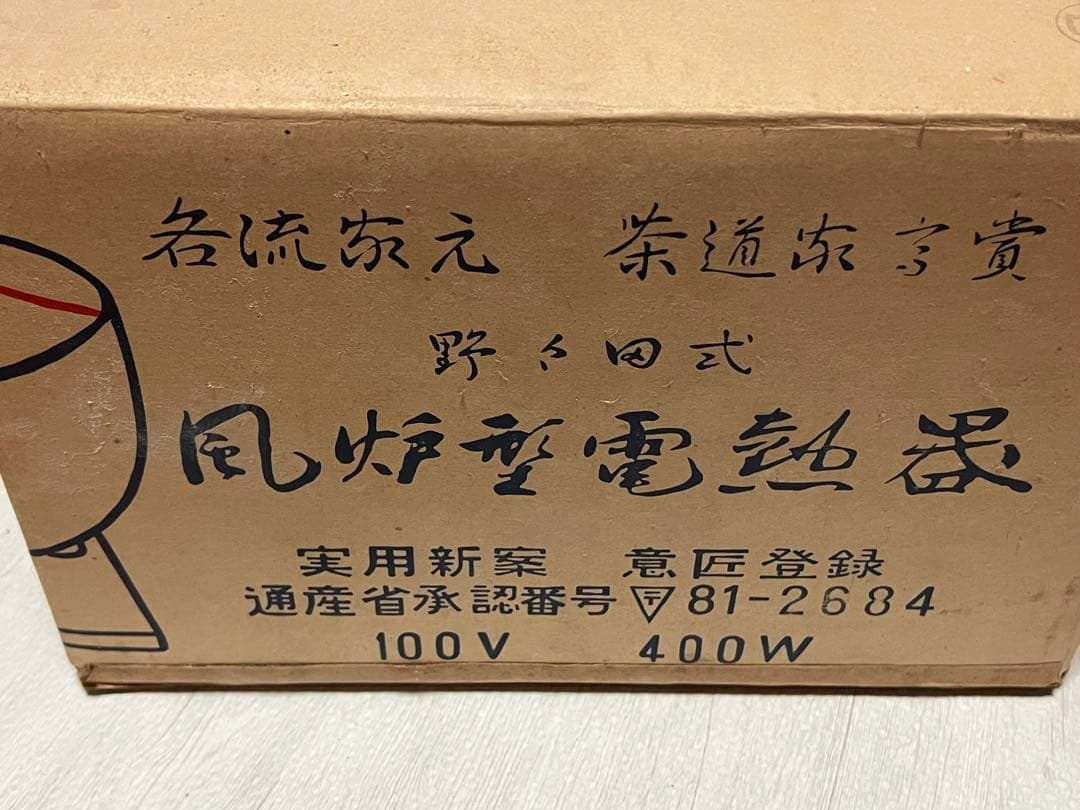 各流家元 茶道家ご賞
野々田式
風炉型電熱器
実用新案 意匠登録
通産省承認番号 〒 81-2684
100V 400W